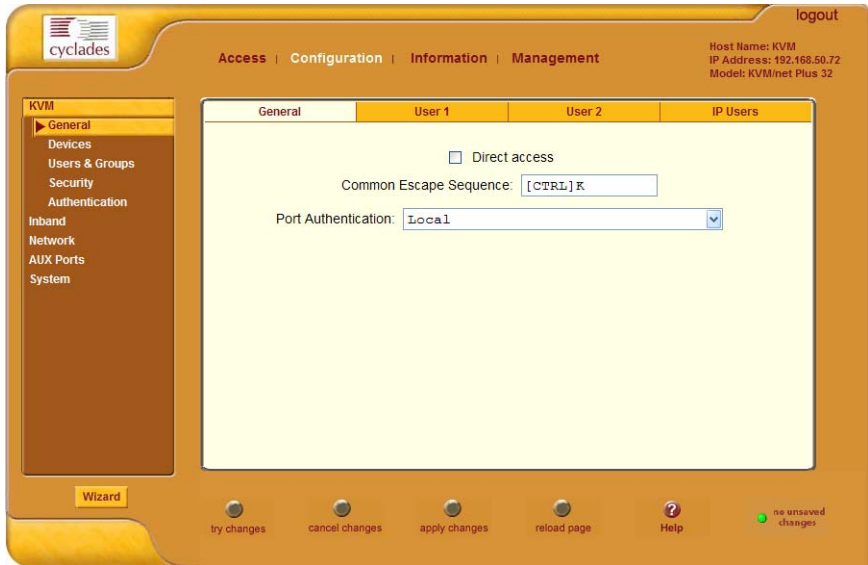 logout
cyclades
Access | Configuration | Information | Management
Host Name: KVM
IP Address: 192.168.50.72
Model: KVM/net Plus 32
KVM
General
Devices
Users & Groups
Security
Authentication
Inband
Network
AUX Ports
System
General
User 1
User 2
IP Users
Direct access
Common Escape Sequence: [CTRL]K
Port Authentication: Local
Wizard
try changes
cancel changes
apply changes
reload page
?
Help
no unsaved
changes